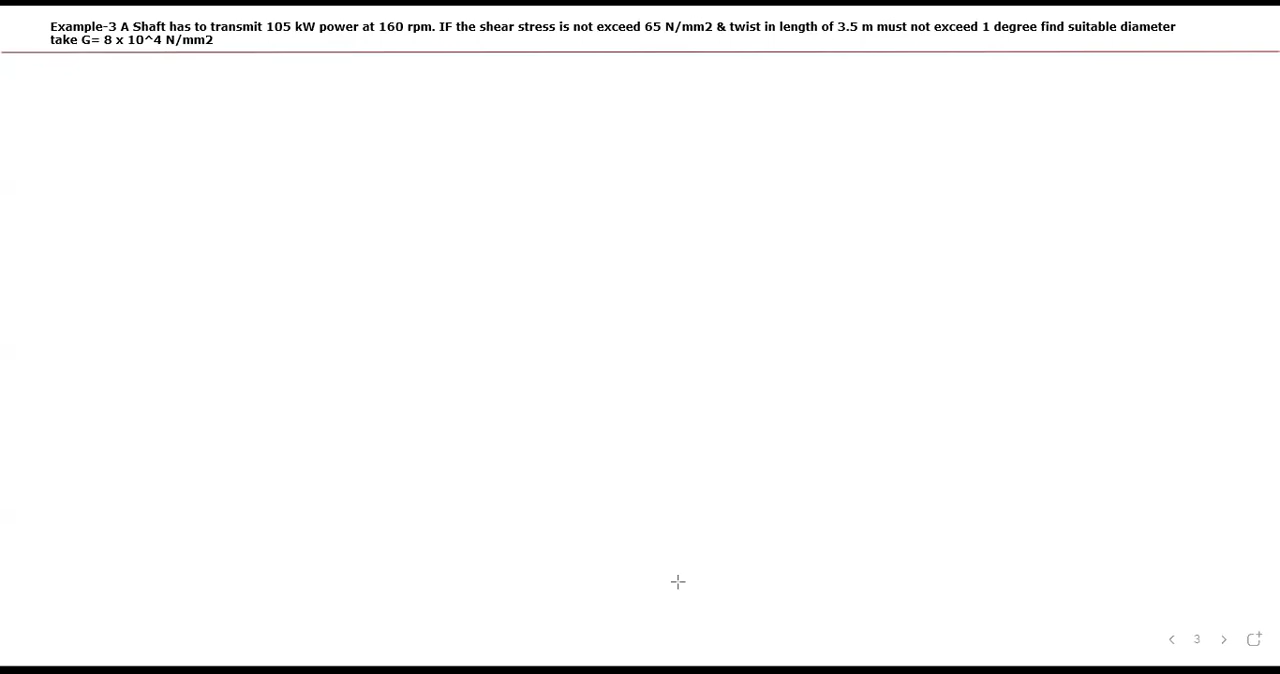 Example-3 A Shaft has to transmit 105 kW power at 160 rpm. IF the shear stress is not exceed 65 N/mm2 & twist in length of 3.5 m must not exceed 1 degree find suitable diameter
take G= 8 x 10^4 N/mm2
3